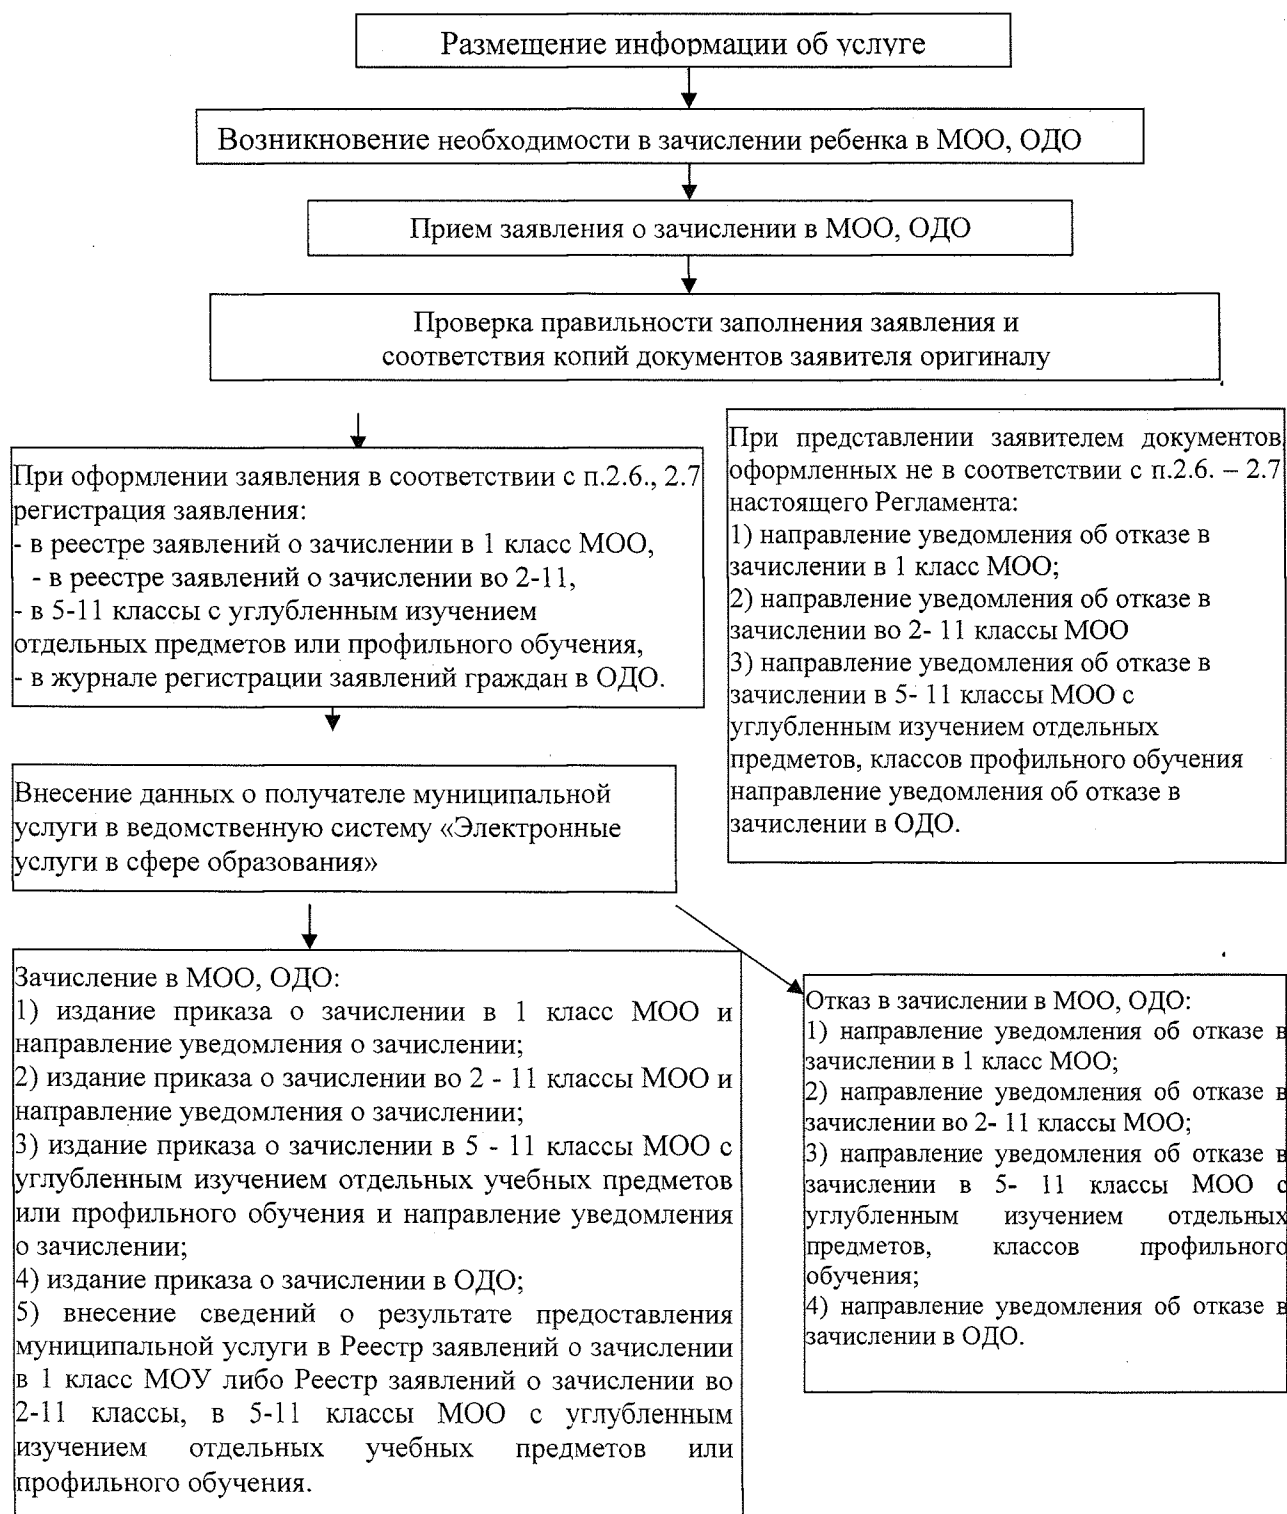 Размещение информации об услуге
Возникновение необходимости в зачислении ребенка в МОО, ОДО
Прием заявления о зачислении в МОО, ОДО
Проверка правильности заполнения заявления и
соответствия копий документов заявителя оригиналу
При оформлении заявления в соответствии с п.2.6., 2.7
регистрация заявления:
- в реестре заявлений о зачислении в 1 класс МОО,
- в реестре заявлений о зачислении во 2-11,
- в 5-11 классы с углубленным изучением
отдельных предметов или профильного обучения,
- в журнале регистрации заявлений граждан в ОДО.
При представлении заявителем документов
оформленных не в соответствии с п.2.6. – 2.7
настоящего Регламента:
1) направление уведомления об отказе в
зачислении в 1 класс МОО;
2) направление уведомления об отказе в
зачислении во 2- 11 классы МОО
3) направление уведомления об отказе в
зачислении в 5- 11 классы МОО с
углубленным изучением отдельных
предметов, классов профильного обучения
направление уведомления об отказе в
зачислении в ОДО.
Внесение данных о получателе муниципальной
услуги в ведомственную систему «Электронные
услуги в сфере образования»
Зачисление в МОО, ОДО:
1) издание приказа о зачислении в 1 класс МОО и
направление уведомления о зачислении;
2) издание приказа о зачислении во 2 - 11 классы МОО и
направление уведомления о зачислении;
3) издание приказа о зачислении в 5 - 11 классы МОО с
углубленным изучением отдельных учебных предметов
или профильного обучения и направление уведомления
о зачислении;
4) издание приказа о зачислении в ОДО;
5) внесение сведений о результате предоставления
муниципальной услуги в Реестр заявлений о зачислении
в 1 класс МОУ либо Реестр заявлений о зачислении во
2-11 классы, в 5-11 классы МОО с углубленным
изучением отдельных учебных предметов или
профильного обучения.
Отказ в зачислении в МОО, ОДО:
1) направление уведомления об отказе в
зачислении в 1 класс МОО;
2) направление уведомления об отказе в
зачислении во 2- 11 классы МОО;
3) направление уведомления об отказе в
зачислении в 5- 11 классы МОО с
углубленным изучением отдельных
предметов, классов профильного
обучения;
4) направление уведомления об отказе в
зачислении в ОДО.